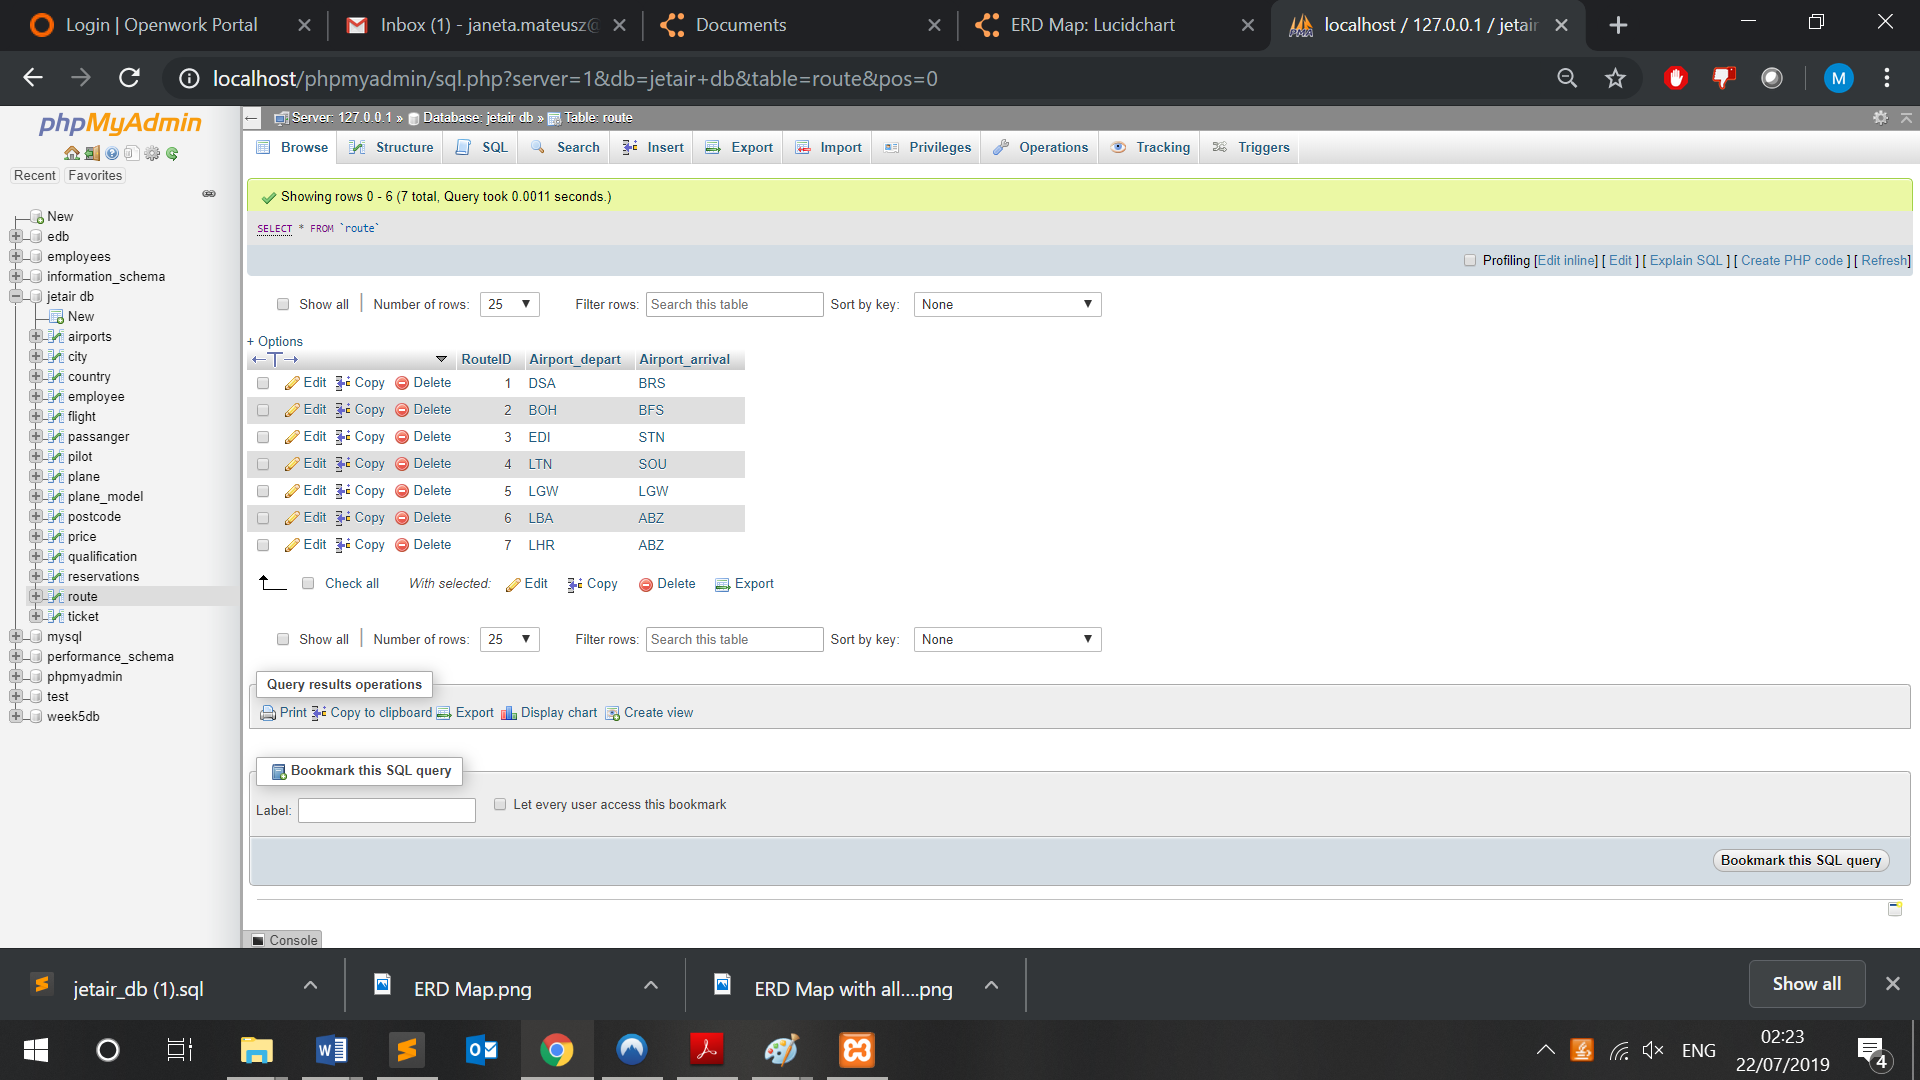 Login | Openwork Portal
Inbox (1) - janeta.mateusz@
Documents
ERD Map: Lucidchart
localhost / 127.0.0.1 / jetair
localhost/phpmyadmin/sql.php?server=1&db=jetair+db&table=route&pos=0
M
phpMyAdmin
Recent Favorites
New
edb
employees
information_schema
jetair db
New
airports
city
country
employee
flight
passanger
pilot
plane
plane_model
postcode
price
qualification
reservations
route
ticket
mysql
performance_schema
phpmyadmin
test
week5db
Server: 127.0.0.1 » Database: jetair db » Table: route
Browse Structure SQL Search Insert Export Import Privileges Operations Tracking Triggers
Showing rows 0 - 6 (7 total, Query took 0.0011 seconds.)
SELECT * FROM `route`
Profiling [Edit inline] [ Edit ] [ Explain SQL ] [ Create PHP code ] [ Refresh]
Show all | Number of rows: 25 Filter rows: Search this table Sort by key: None
+ Options
←T→ RouteID Airport_depart Airport_arrival
Edit Copy Delete 1 DSA BRS
Edit Copy Delete 2 BOH BFS
Edit Copy Delete 3 EDI STN
Edit Copy Delete 4 LTN SOU
Edit Copy Delete 5 LGW LGW
Edit Copy Delete 6 LBA ABZ
Edit Copy Delete 7 LHR ABZ
Check all With selected: Edit Copy Delete Export
Show all | Number of rows: 25 Filter rows: Search this table Sort by key: None
Query results operations
Print Copy to clipboard Export Display chart Create view
Bookmark this SQL query
Label: Let every user access this bookmark
Bookmark this SQL query
Console
jetair_db (1).sql
ERD Map.png
ERD Map with all....png
Show all
ENG
02:23
22/07/2019
4